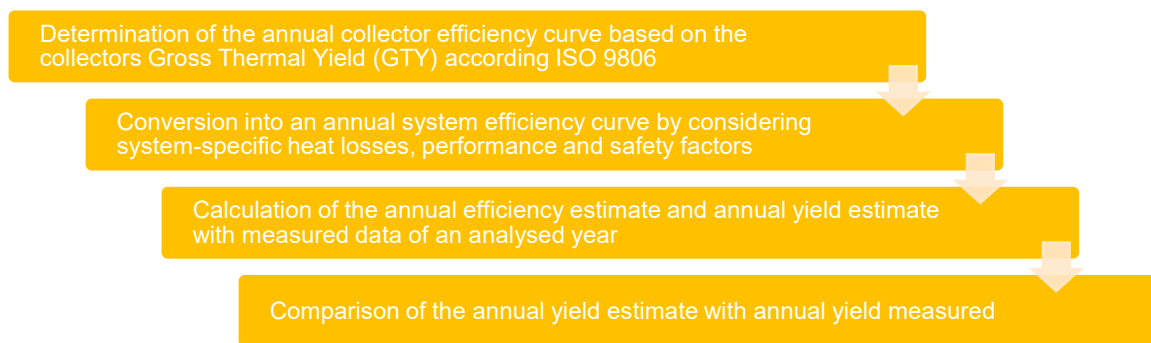 Determination of the annual collector efficiency curve based on the
collectors Gross Thermal Yield (GTY) according ISO 9806
Conversion into an annual system efficiency curve by considering
system-specific heat losses, performance and safety factors
Calculation of the annual efficiency estimate and annual yield estimate
with measured data of an analysed year
Comparison of the annual yield estimate with annual yield measured